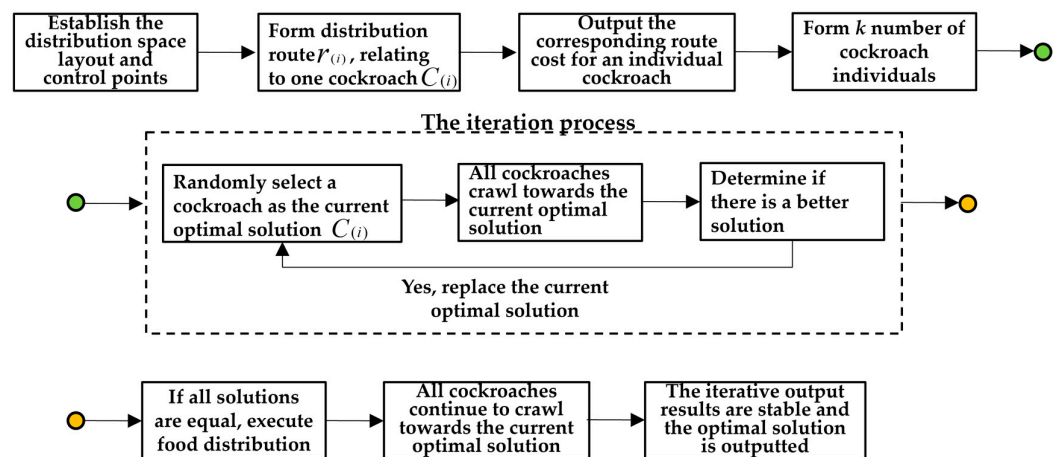 Establish the
distribution space
layout and
control points
Form distribution
route r(i), relating
to one cockroach C(i)
Output the
corresponding route
cost for an individual
cockroach
Form k number of
cockroach
individuals
The iteration process
Randomly select a
cockroach as the current
optimal solution C(i)
All cockroaches
crawl towards the
current optimal
solution
Determine if
there is a better
solution
Yes, replace the current
optimal solution
If all solutions
are equal, execute
food distribution
All cockroaches
continue to crawl
towards the current
optimal solution
The iterative output
results are stable and
the optimal solution
is outputted